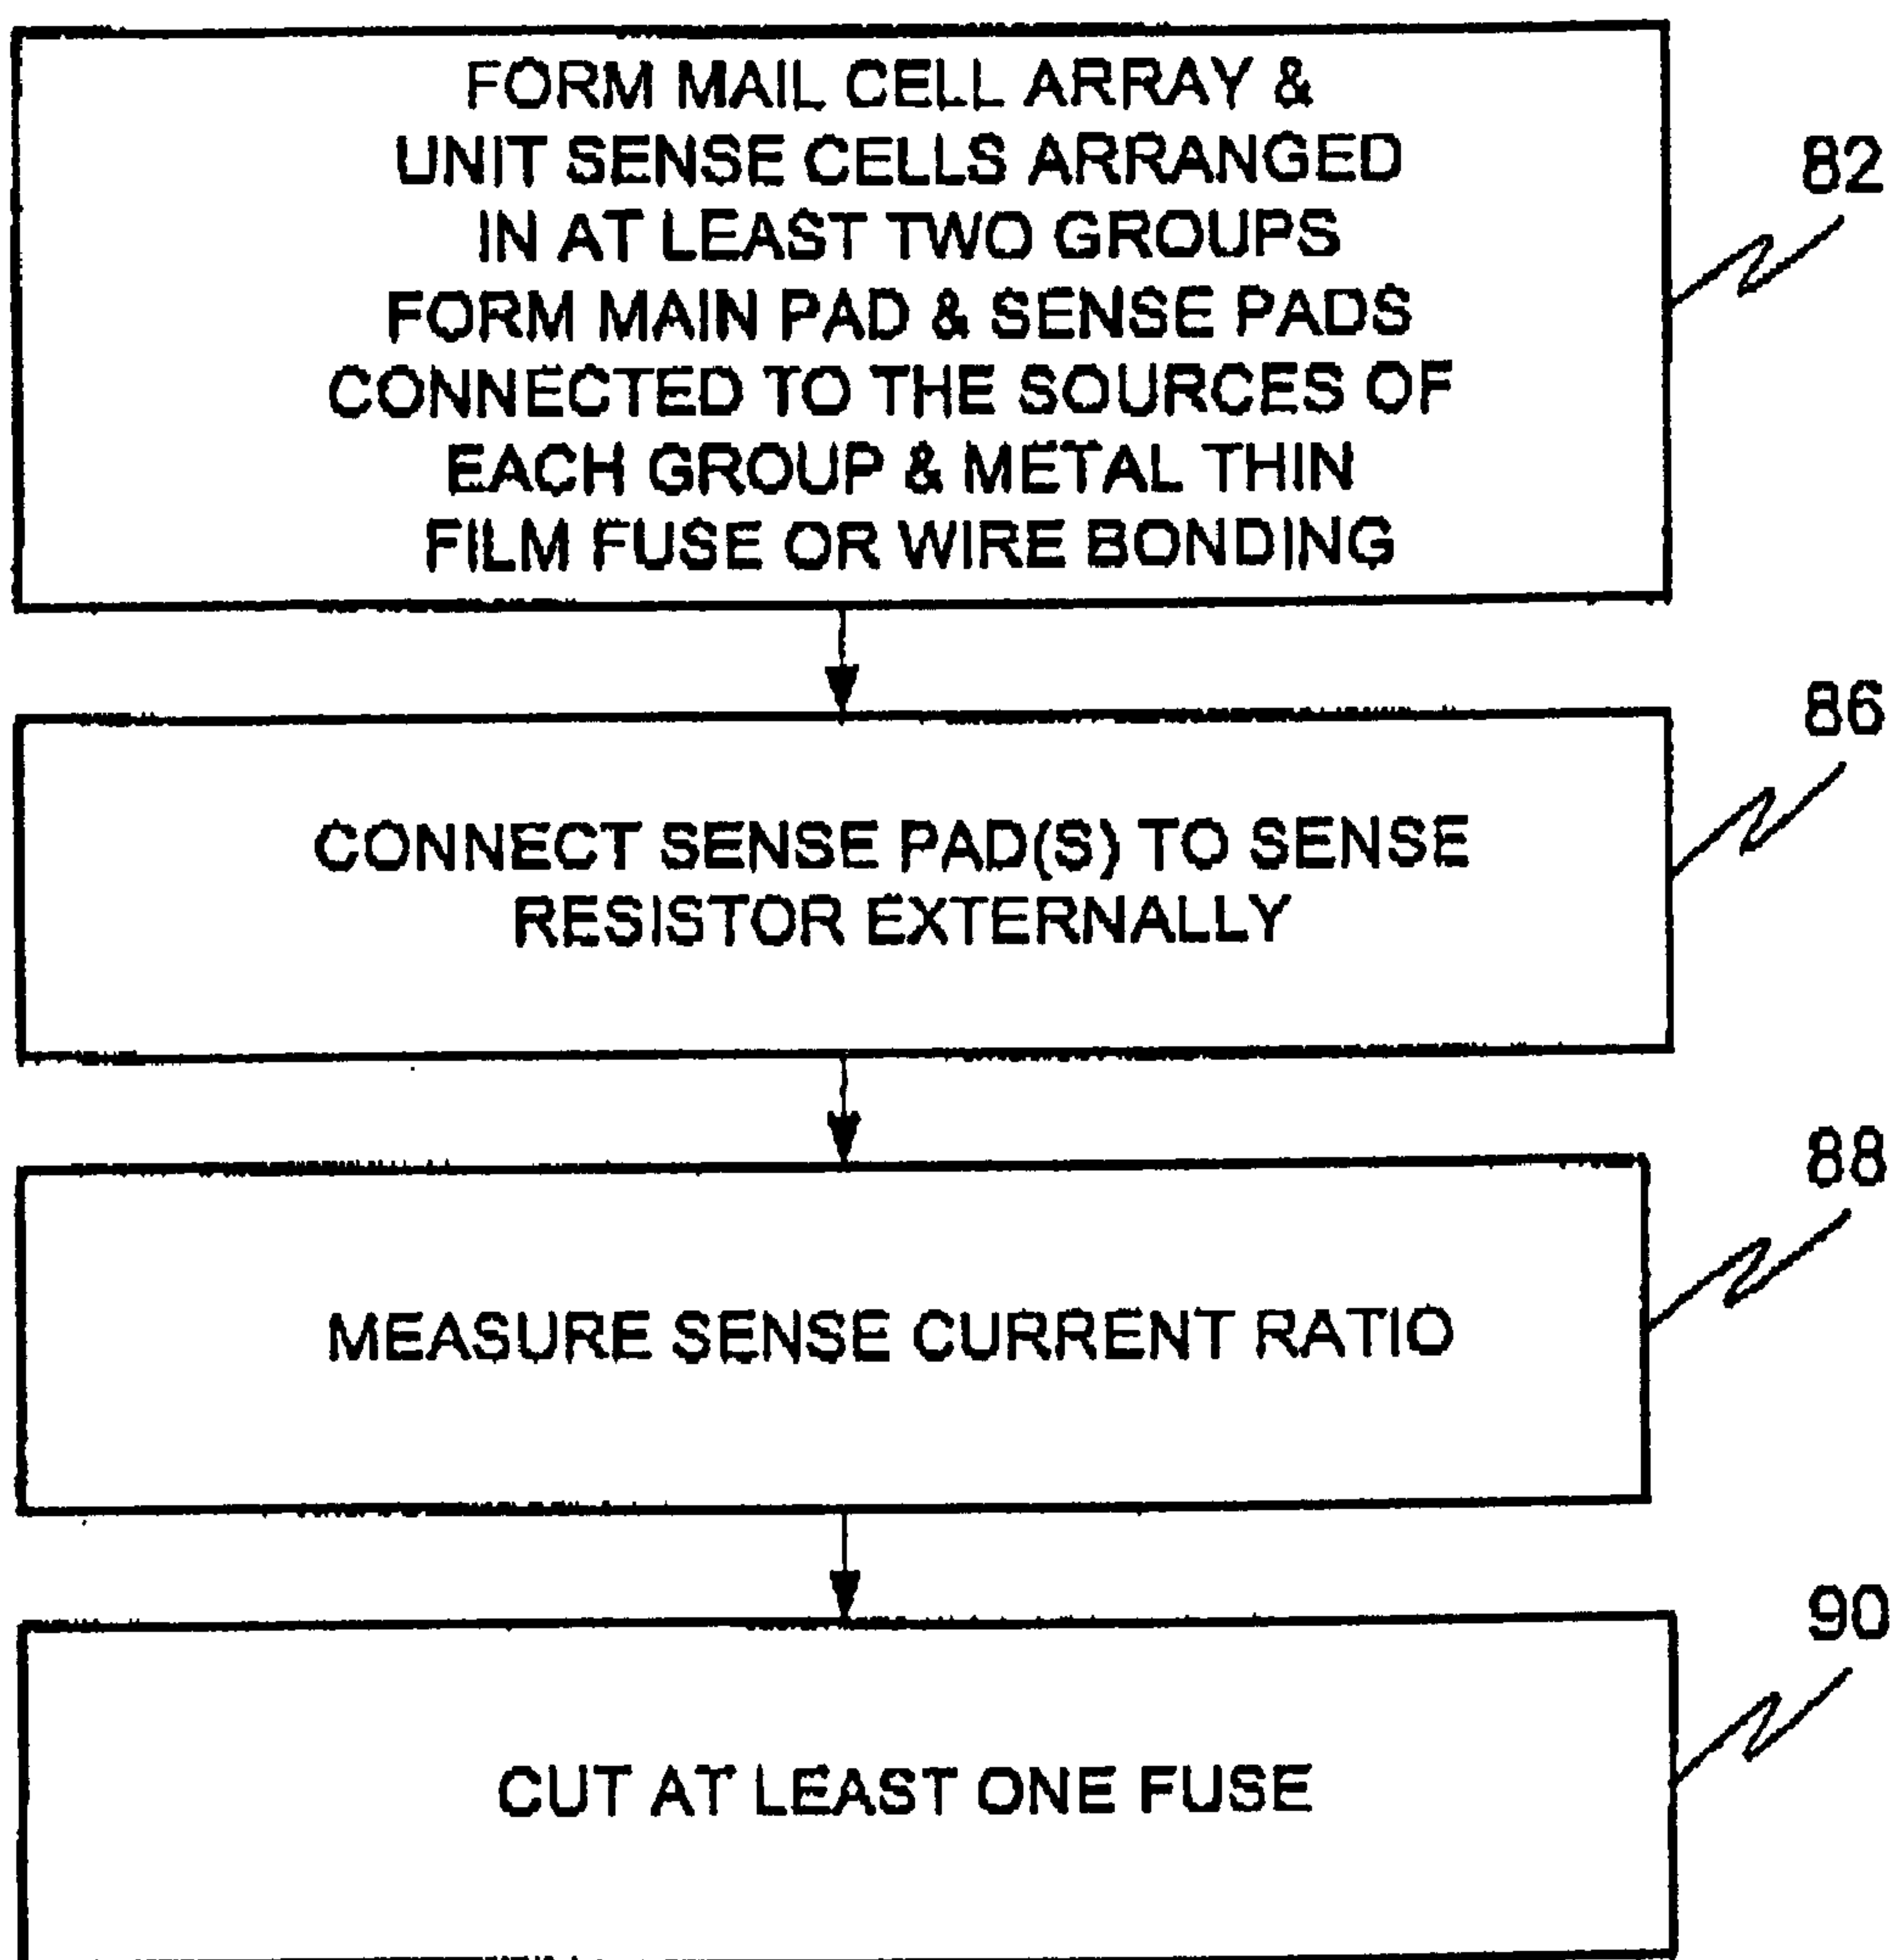 FORM MAIL CELL ARRAY &
UNIT SENSE CELLS ARRANGED
IN AT LEAST TWO GROUPS
FORM MAIN PAD & SENSE PADS
CONNECTED TO THE SOURCES OF
EACH GROUP & METAL THIN
FILM FUSE OR WIRE BONDING
82
CONNECT SENSE PAD(S) TO SENSE
RESISTOR EXTERNALLY
86
MEASURE SENSE CURRENT RATIO
88
CUT AT LEAST ONE FUSE
90